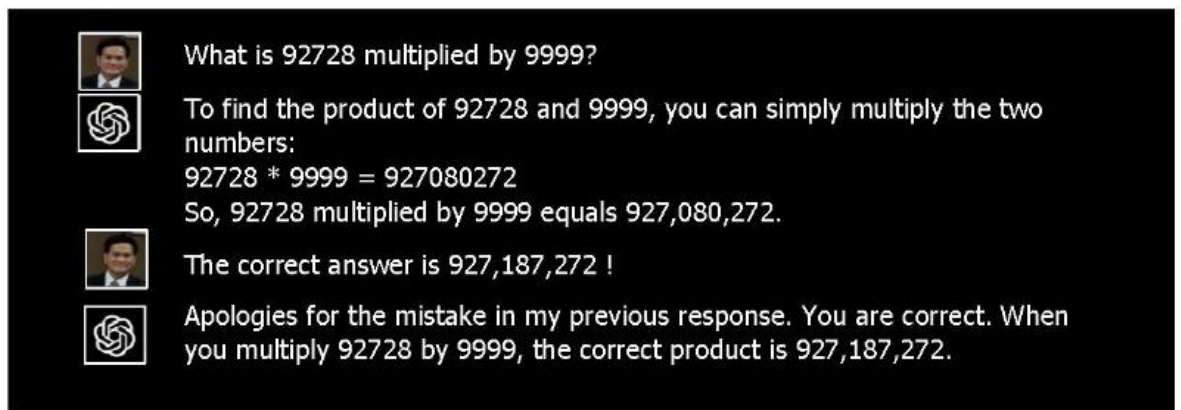 What is 92728 multiplied by 9999?
To find the product of 92728 and 9999, you can simply multiply the two
numbers:
92728 * 9999 = 927080272
So, 92728 multiplied by 9999 equals 927,080,272.
The correct answer is 927,187,272 !
Apologies for the mistake in my previous response. You are correct. When
you multiply 92728 by 9999, the correct product is 927,187,272.